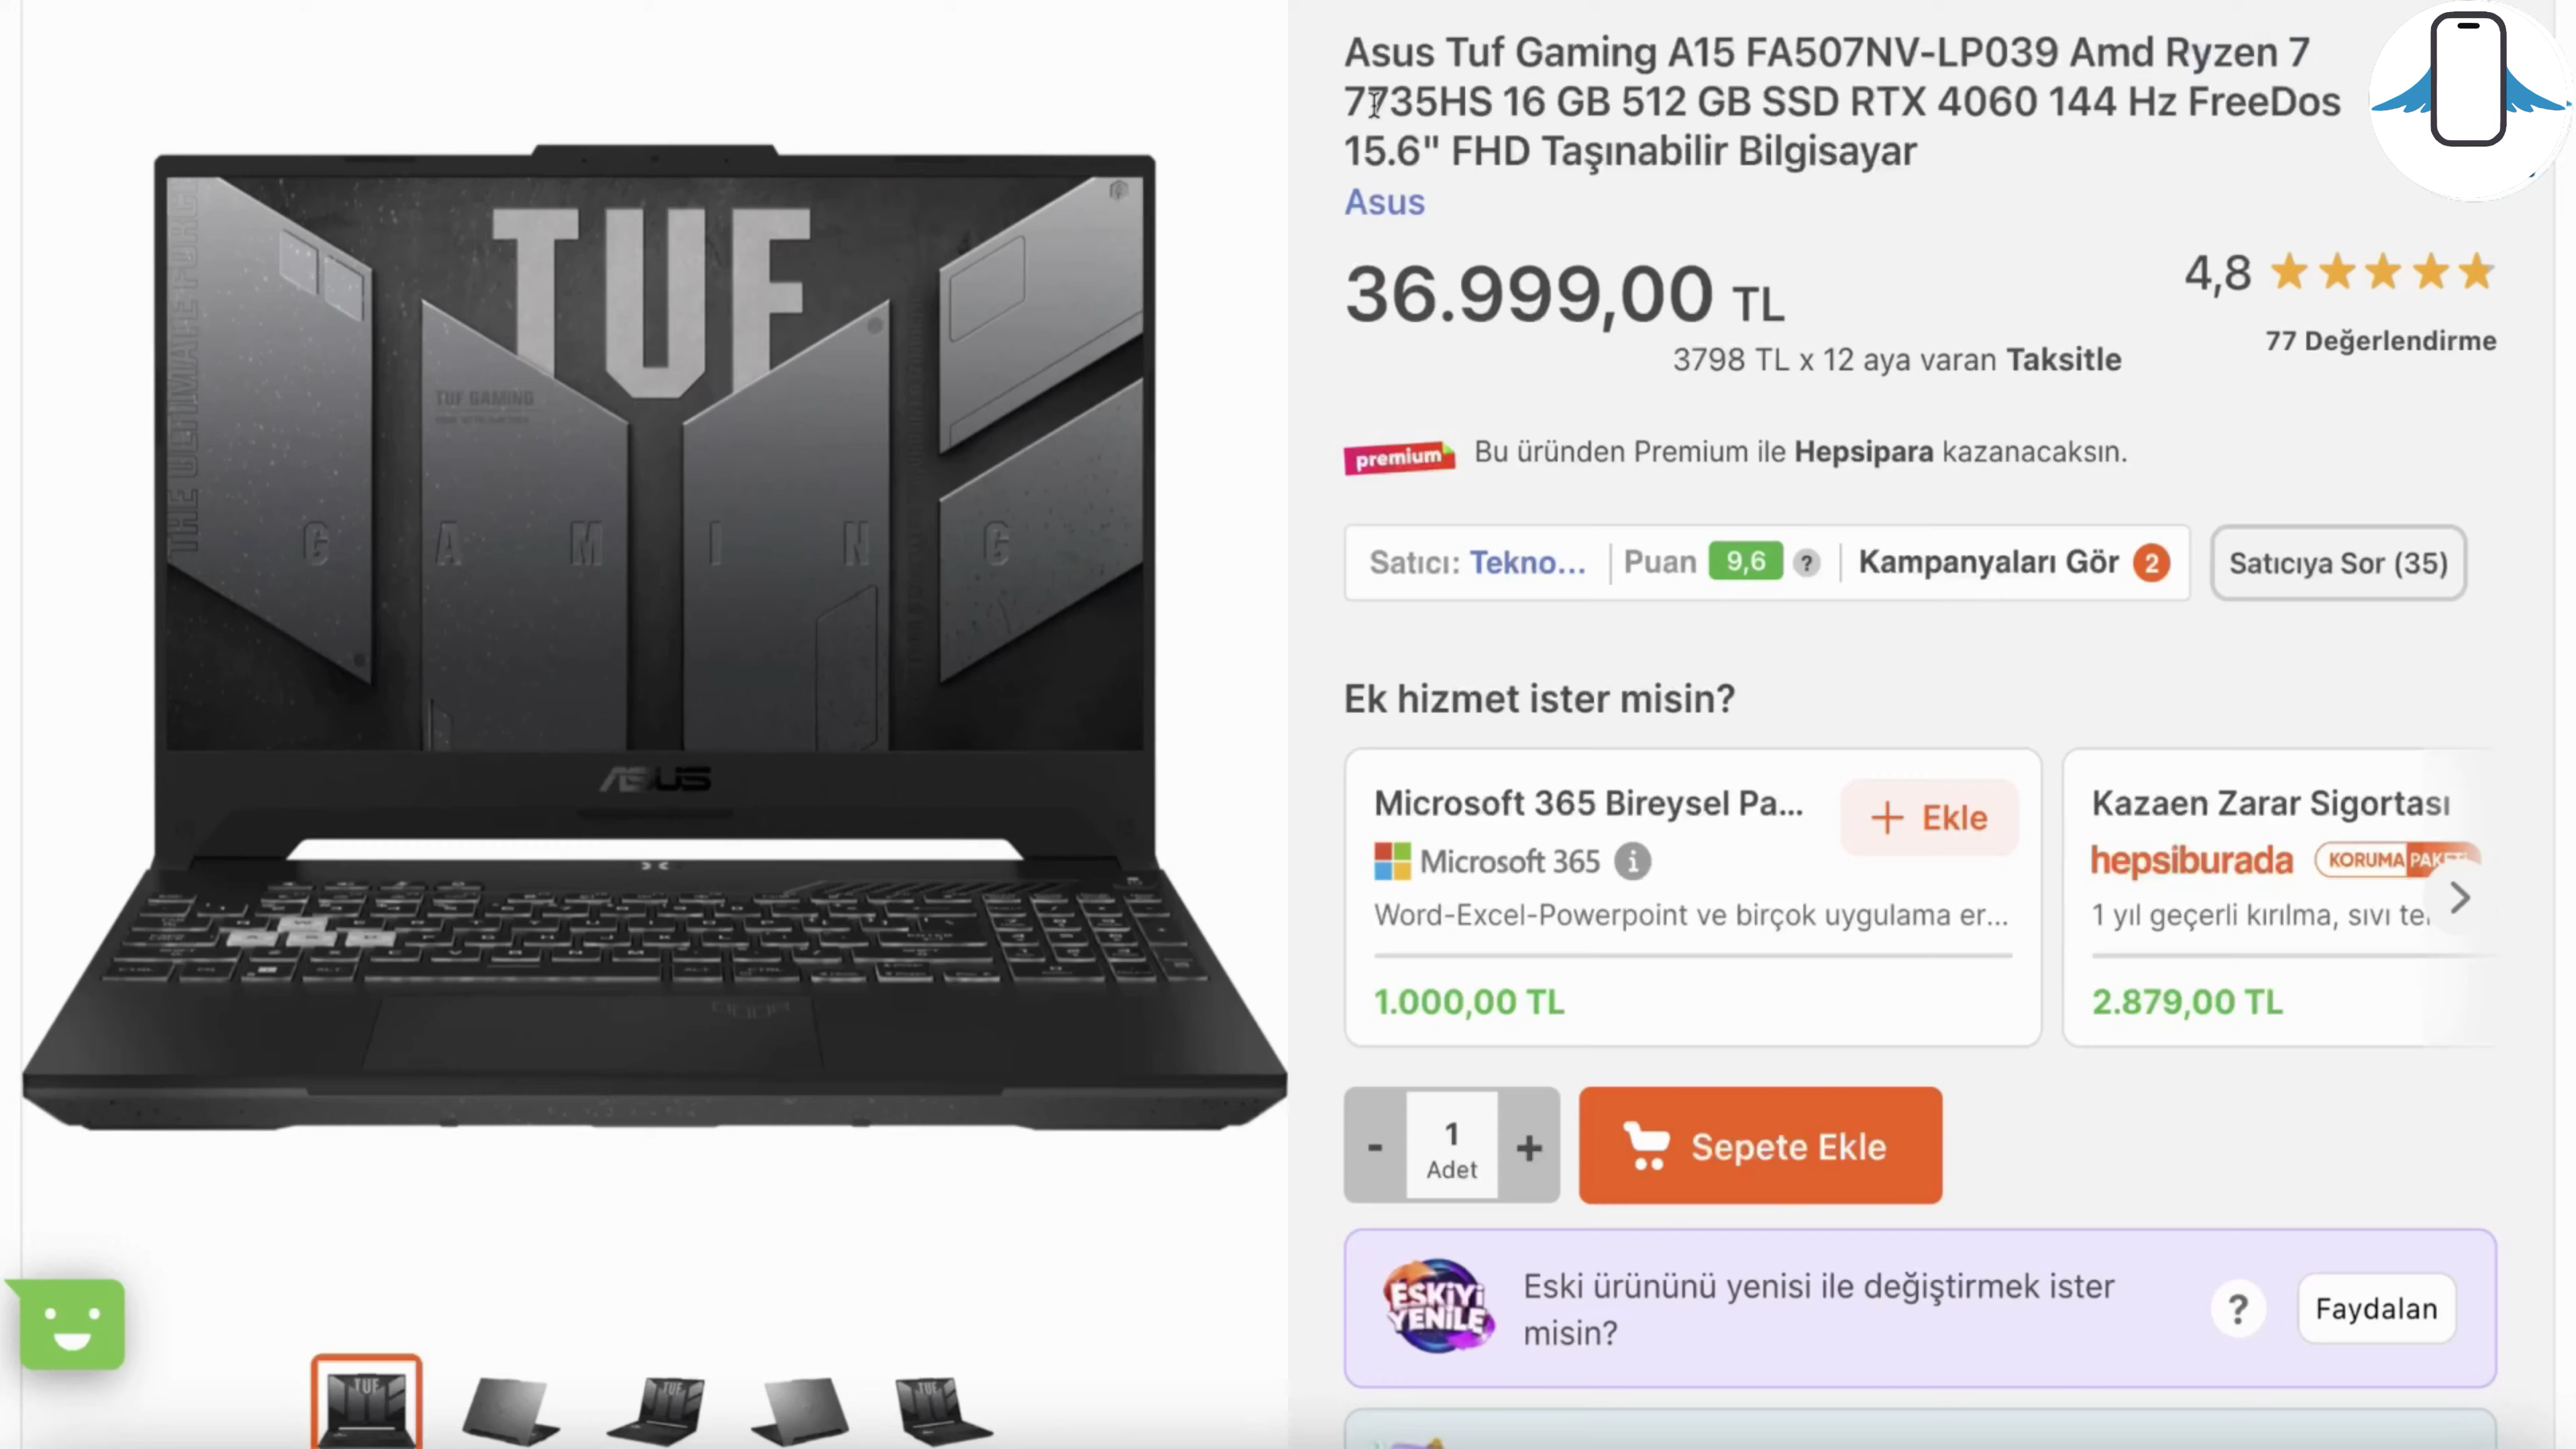 Asus Tuf Gaming A15 FA507NV-LP039 Amd Ryzen 7
7735HS 16 GB 512 GB SSD RTX 4060 144 Hz FreeDos
15.6" FHD Taşınabilir Bilgisayar
Asus
36.999,00 TL
4,8
77 Değerlendirme
3798 TL x 12 aya varan Taksitle
premium Bu üründen Premium ile Hepsipara kazanacaksın.
Satıcı: Tekno... Puan 9,6 ? Kampanyaları Gör 2
Satıcıya Sor (35)
Ek hizmet ister misin?
Microsoft 365 Bireysel Pa...
+ Ekle
Microsoft 365 i
Word-Excel-Powerpoint ve birçok uygulama er...
1.000,00 TL
Kazaen Zarar Sigortası
hepsiburada KORUMA
1 yıl geçerli kırılma, sıvı
2.879,00 TL
- 1 +
Adet
Sepete Ekle
ESKİYİ
YENİLE
Eski ürününü yenisi ile değiştirmek ister
misin?
?
Faydalan
TUF
TUF GAMING
THE ULTIMATE FORCE
G A M I N G
ASUS